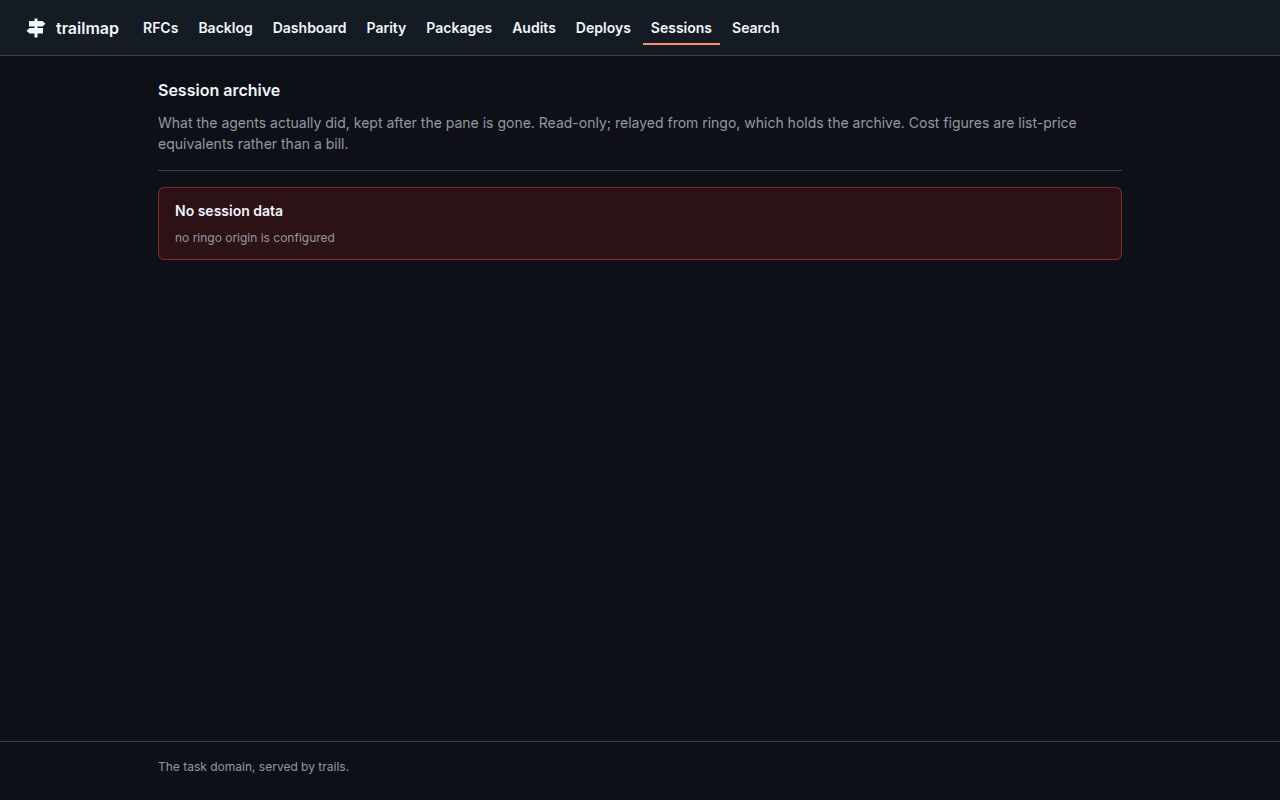 trailmap RFCs Backlog Dashboard Parity Packages Audits Deploys Sessions Search
Session archive
What the agents actually did, kept after the pane is gone. Read-only; relayed from ringo, which holds the archive. Cost figures are list-price
equivalents rather than a bill.
No session data
no ringo origin is configured
The task domain, served by trails.